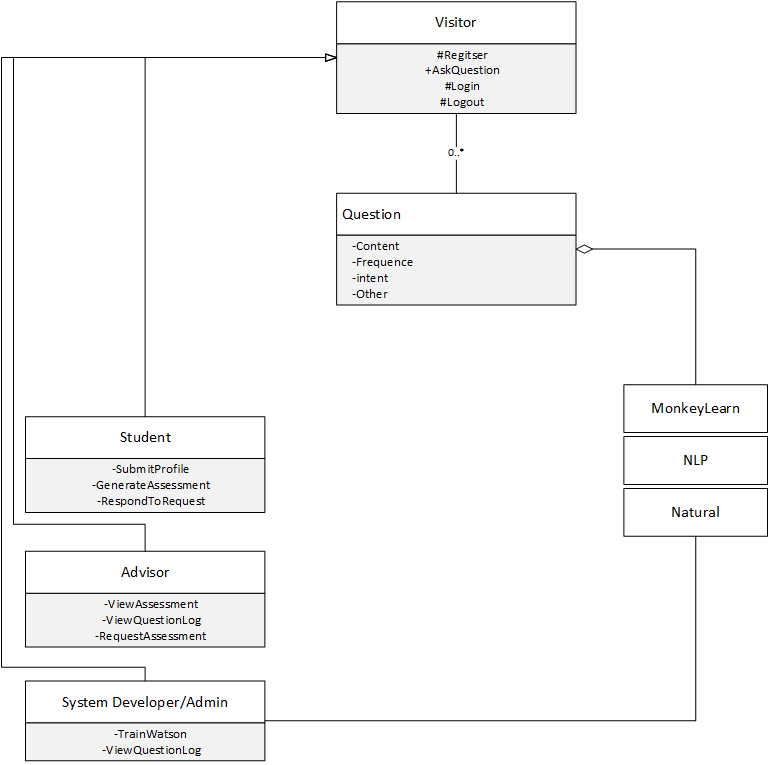 Visitor
#Regitser
+AskQuestion
#Login
#Logout
0..*
Question
-Content
-Frequence
-intent
-Other
MonkeyLearn
NLP
Natural
Student
-SubmitProfile
-GenerateAssessment
-RespondToRequest
Advisor
-ViewAssessment
-ViewQuestionLog
-RequestAssessment
System Developer/Admin
-TrainWatson
-ViewQuestionLog